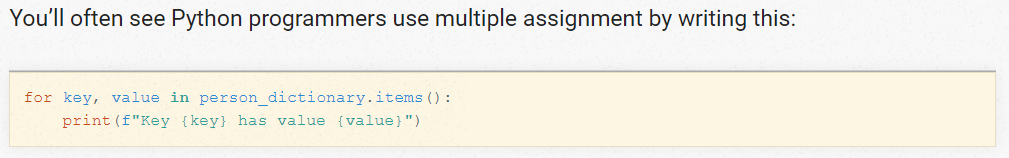 You’ll often see Python programmers use multiple assignment by writing this:
for key, value in person_dictionary.items():
    print(f"Key {key} has value {value}")